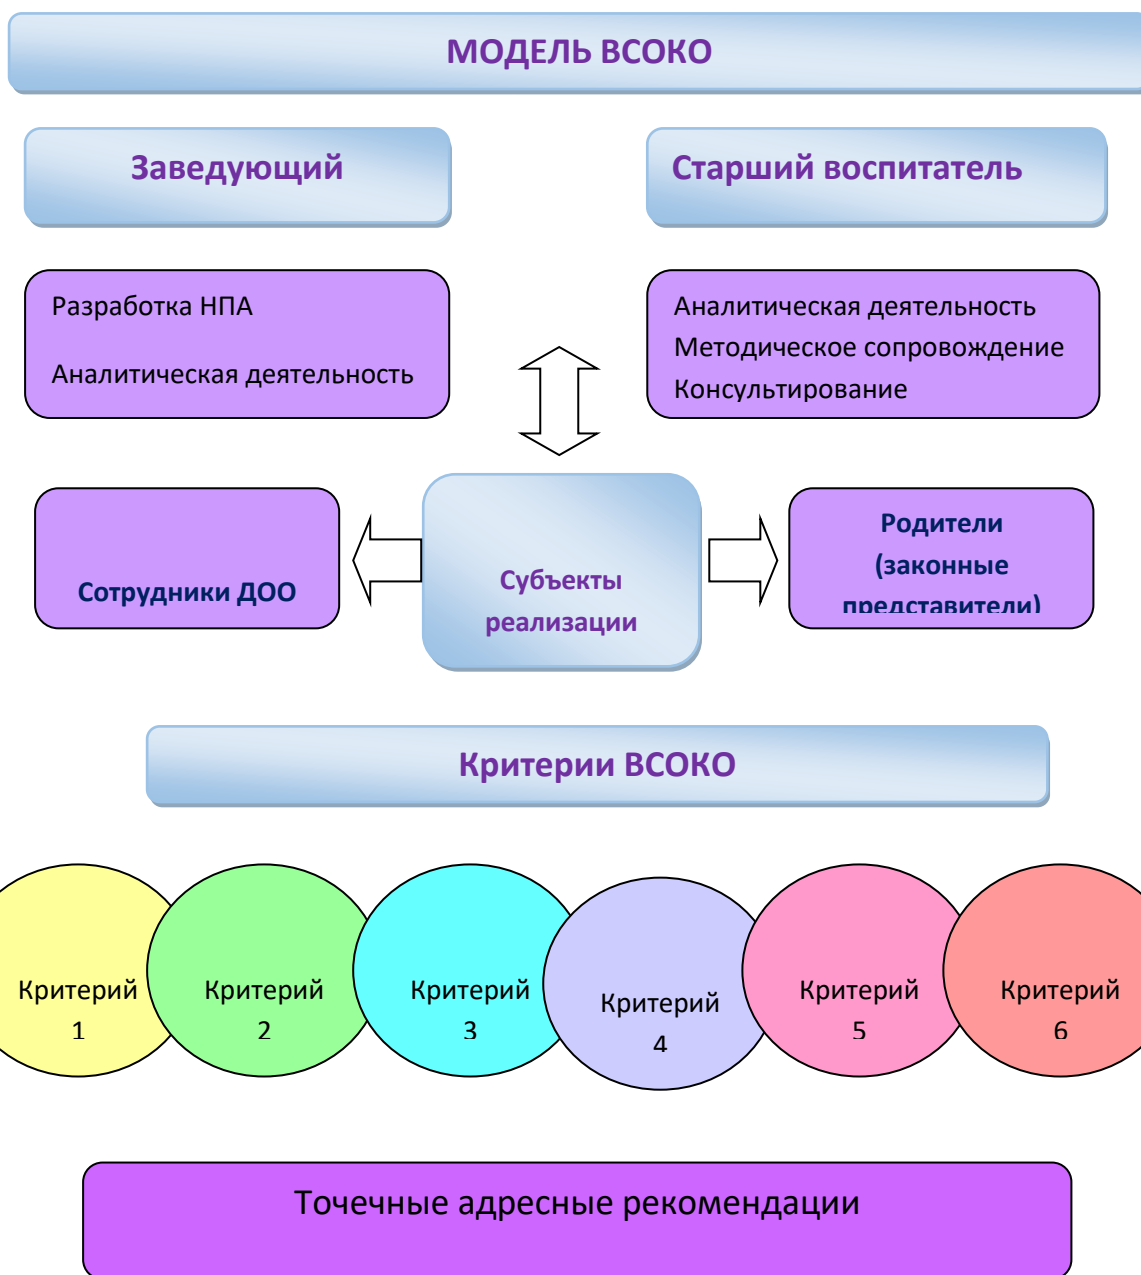 МОДЕЛЬ ВСОКО
Заведующий
Старший воспитатель
Разработка НПА
Аналитическая деятельность
Аналитическая деятельность
Методическое сопровождение
Консультирование
Сотрудники ДОО
Субъекты
реализации
Родители
(законные
представители)
Критерии ВСОКО
Критерий
1
Критерий
2
Критерий
3
Критерий
4
Критерий
5
Критерий
6
Точечные адресные рекомендации